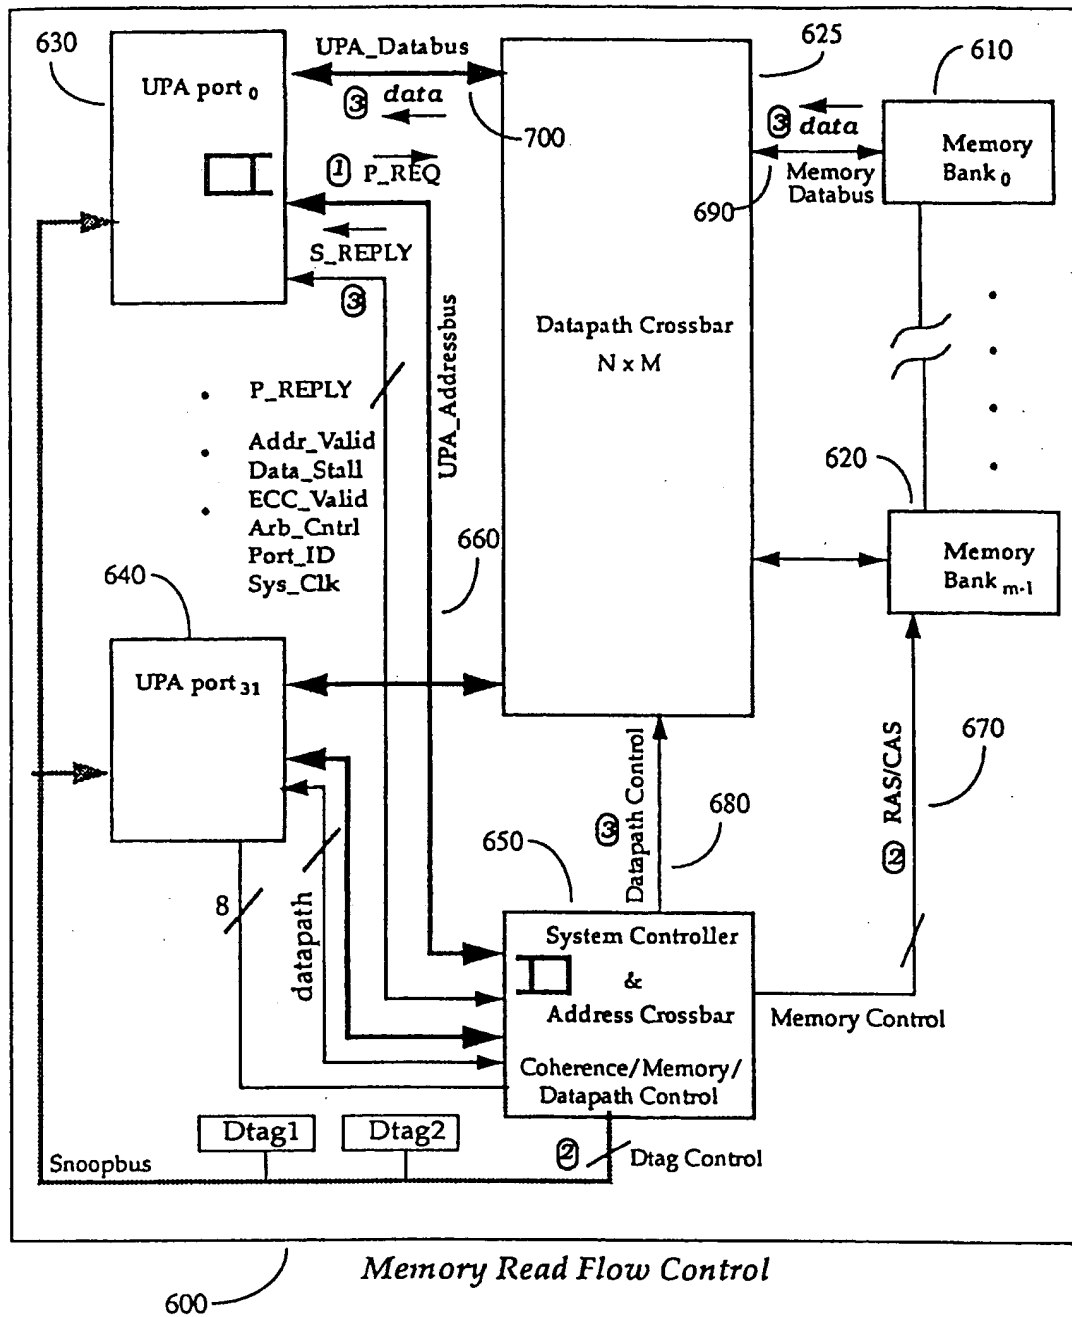 630
UPA port 0
UPA_Databus
3 data
700
1 P_REQ
S_REPLY
3
625
610
3 data
Memory
Databus
690
Memory
Bank 0
Datapath Crossbar
N x M
UPA_Addressbus
P_REPLY
Addr_Valid
Data_Stall
ECC_Valid
Arb_Cntrl
Port_ID
Sys_Clk
660
620
Memory
Bank m-1
640
UPA port 31
670
2 RAS/CAS
3 Datapath Control
680
650
8
datapath
System Controller
&
Address Crossbar
Coherence/Memory/
Datapath Control
Memory Control
Dtag1
Dtag2
2 Dtag Control
Snoopbus
Memory Read Flow Control
600